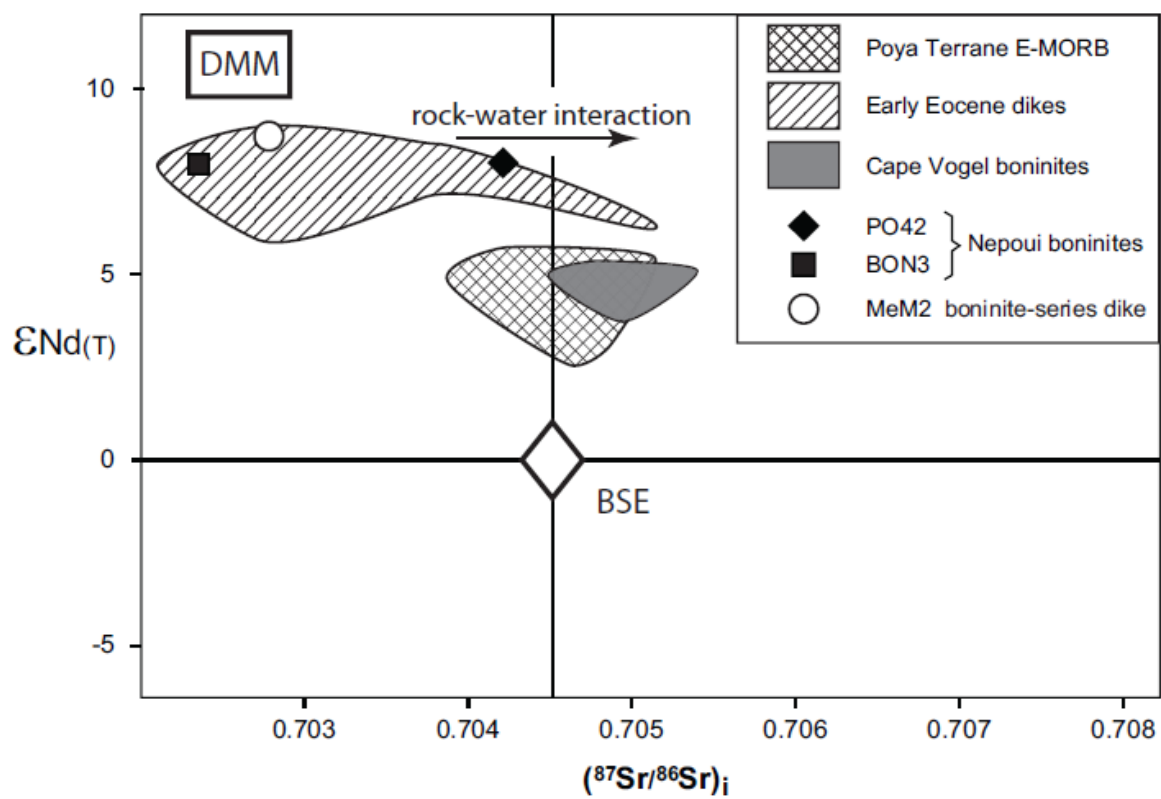 DMM
rock-water interaction
Poya Terrane E-MORB
Early Eocene dikes
Cape Vogel boninites
PO42
BON3
Nepoui boninites
MeM2 boninite-series dike
10
5
0
-5
εNd(T)
BSE
0.703 0.704 0.705 0.706 0.707 0.708
(⁸⁷Sr/⁸⁶Sr)i